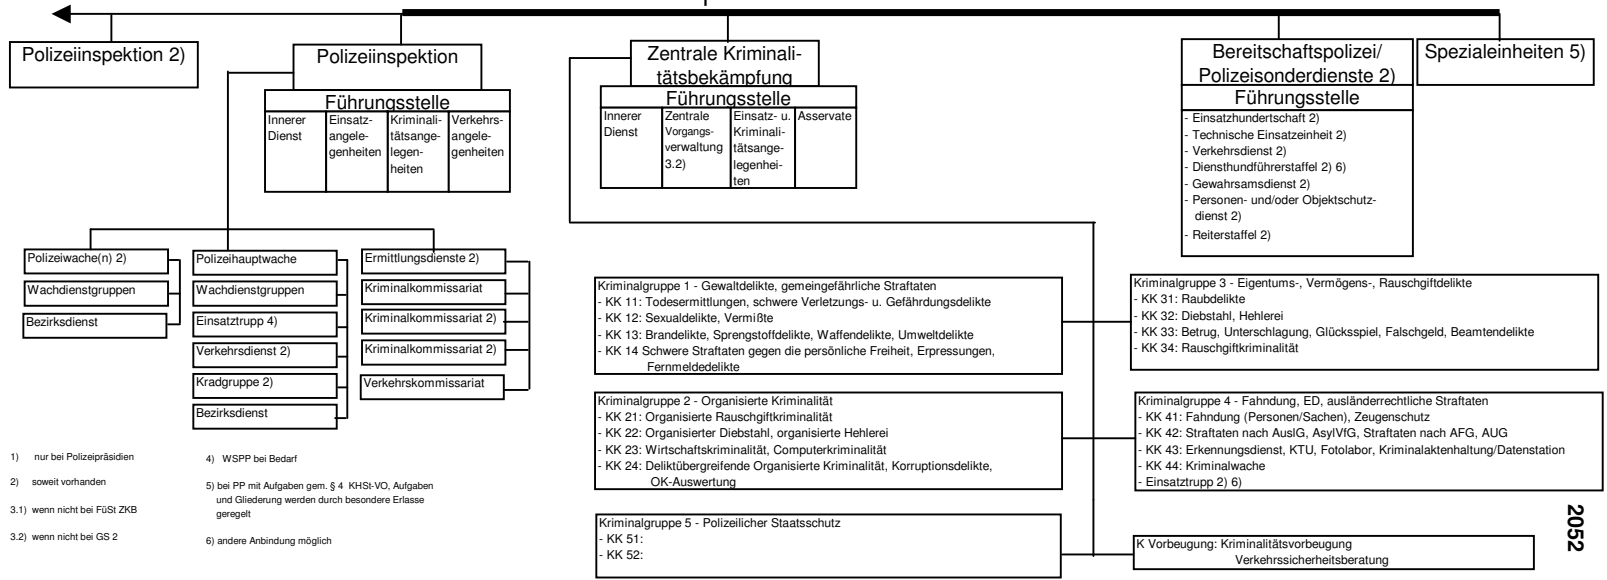 Polizeiinspektion 2)
Polizeiinspektion
Führungsstelle
Innerer
Dienst
Einsatz-
angele-
genheiten
Kriminali-
tätsange-
legen-
heiten
Verkehrs-
angele-
genheiten
Zentrale Kriminali-
tätsbekämpfung
Führungsstelle
Innerer
Dienst
Zentrale
Vorgangs-
verwaltung
3.2)
Einsatz- u.
Kriminali-
tätsange-
legenhei-
ten
Asservate
Bereitschaftspolizei/
Polizeisonderdienste 2)
Führungsstelle
- Einsatzhundertschaft 2)
- Technische Einsatzeinheit 2)
- Verkehrsdienst 2)
- Diensthundführerstaffel 2) 6)
- Gewahrsamsdienst 2)
- Personen- und/oder Objektschutz-
dienst 2)
- Reiterstaffel 2)
Spezialeinheiten 5)
Polizeiwache(n) 2)
Wachdienstgruppen
Bezirksdienst
Polizeihauptwache
Wachdienstgruppen
Einsatztrupp 4)
Verkehrsdienst 2)
Kradgruppe 2)
Bezirksdienst
Ermittlungsdienste 2)
Kriminalkommissariat
Kriminalkommissariat 2)
Kriminalkommissariat 2)
Verkehrskommissariat
Kriminalgruppe 1 - Gewaltdelikte, gemeingefährliche Straftaten
- KK 11: Todesermittlungen, schwere Verletzungs- u. Gefährdungsdelikte
- KK 12: Sexualdelikte, Vermißte
- KK 13: Brandelikte, Sprengstoffdelikte, Waffendelikte, Umweltdelikte
- KK 14 Schwere Straftaten gegen die persönliche Freiheit, Erpressungen,
Fernmeldedelikte
Kriminalgruppe 3 - Eigentums-, Vermögens-, Rauschgiftdelikte
- KK 31: Raubdelikte
- KK 32: Diebstahl, Hehlerei
- KK 33: Betrug, Unterschlagung, Glücksspiel, Falschgeld, Beamtendelikte
- KK 34: Rauschgiftkriminalität
Kriminalgruppe 2 - Organisierte Kriminalität
- KK 21: Organisierte Rauschgiftkriminalität
- KK 22: Organisierter Diebstahl, organisierte Hehlerei
- KK 23: Wirtschaftskriminalität, Computerkriminalität
- KK 24: Deliktübergreifende Organisierte Kriminalität, Korruptionsdelikte,
OK-Auswertung
Kriminalgruppe 4 - Fahndung, ED, ausländerrechtliche Straftaten
- KK 41: Fahndung (Personen/Sachen), Zeugenschutz
- KK 42: Straftaten nach AuslG, AsylVfG, Straftaten nach AFG, AUG
- KK 43: Erkennungsdienst, KTU, Fotolabor, Kriminalaktenhaltung/Datenstation
- KK 44: Kriminalwache
- Einsatztrupp 2) 6)
Kriminalgruppe 5 - Polizeilicher Staatsschutz
- KK 51:
- KK 52:
K Vorbeugung: Kriminalitätsvorbeugung
Verkehrssicherheitsberatung
1) nur bei Polizeipräsidien
2) soweit vorhanden
3.1) wenn nicht bei FüSt ZKB
3.2) wenn nicht bei GS 2
4) WSPP bei Bedarf
5) bei PP mit Aufgaben gem. § 4 KHSt-VO, Aufgaben
und Gliederung werden durch besondere Erlasse
geregelt
6) andere Anbindung möglich
2052